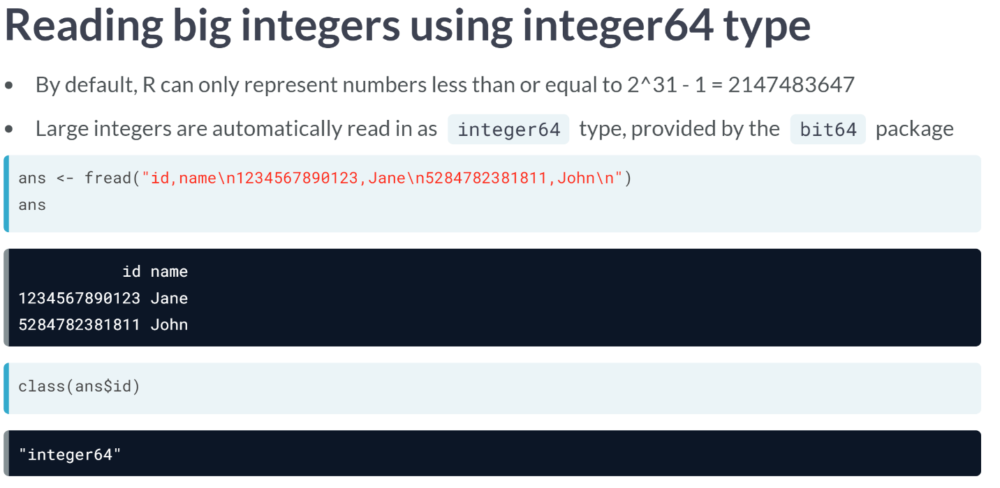 Reading big integers using integer64 type
• By default, R can only represent numbers less than or equal to 2^31 - 1 = 2147483647
• Large integers are automatically read in as integer64 type, provided by the bit64 package
ans <- fread("id,name\n1234567890123,Jane\n5284782381811,John\n")
ans
id name
1234567890123 Jane
5284782381811 John
class(ans$id)
"integer64"